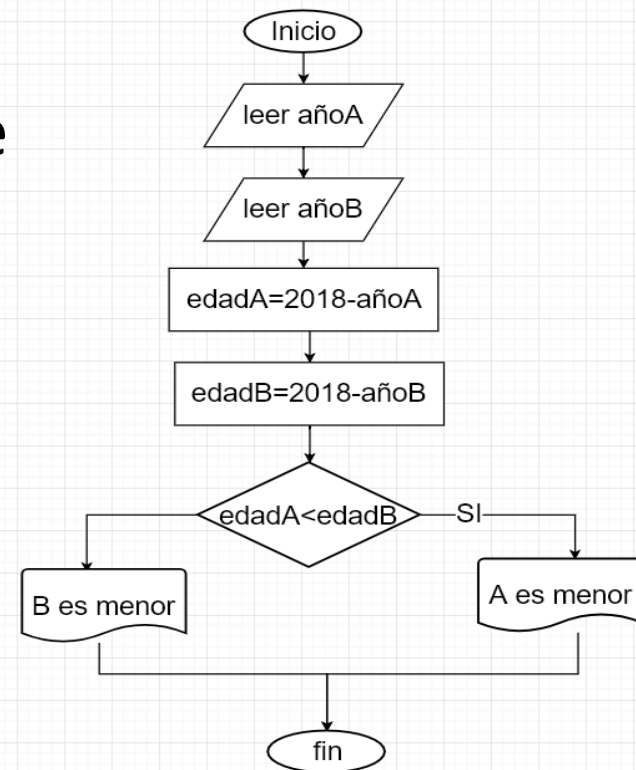 Inicio
leer añoA
e
leer añoB
edadA=2018-añoA
edadB=2018-añoB
edadA<edadB
SI
B es menor
A es menor
fin